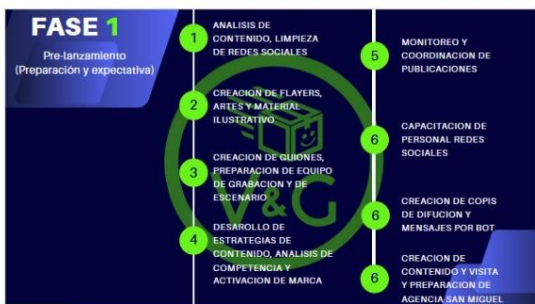 FASE 1
Pre-lanzamiento
(Preparación y expectativa)
1
ANALISIS DE
CONTENIDO, LIMPIEZA
DE REDES SOCIALES
2
CREACION DE FLAYERS,
ARTES Y MATERIAL
ILUSTRATIVO
3
CREACION DE GUIONES,
PREPARACION DE EQUIPO
DE GRABACION Y DE
ESCENARIO
4
DESAROLLO DE
ESTRATEGIAS DE
CONTENIDO, ANALISIS DE
COMPETENCIA Y
ACTIVACION DE MARCA
5
MONITOREO Y
COORDINACION DE
PUBLICACIONES
6
CAPACITACION DE
PERSONAL REDES
SOCIALES
6
CREACION DE COPIS
DE DIFUCION Y
MENSAJES POR BOT
6
CREACION DE
CONTENIDO Y VISITA
Y PREPARACION DE
AGENCIA SAN MIGUEL
V&G